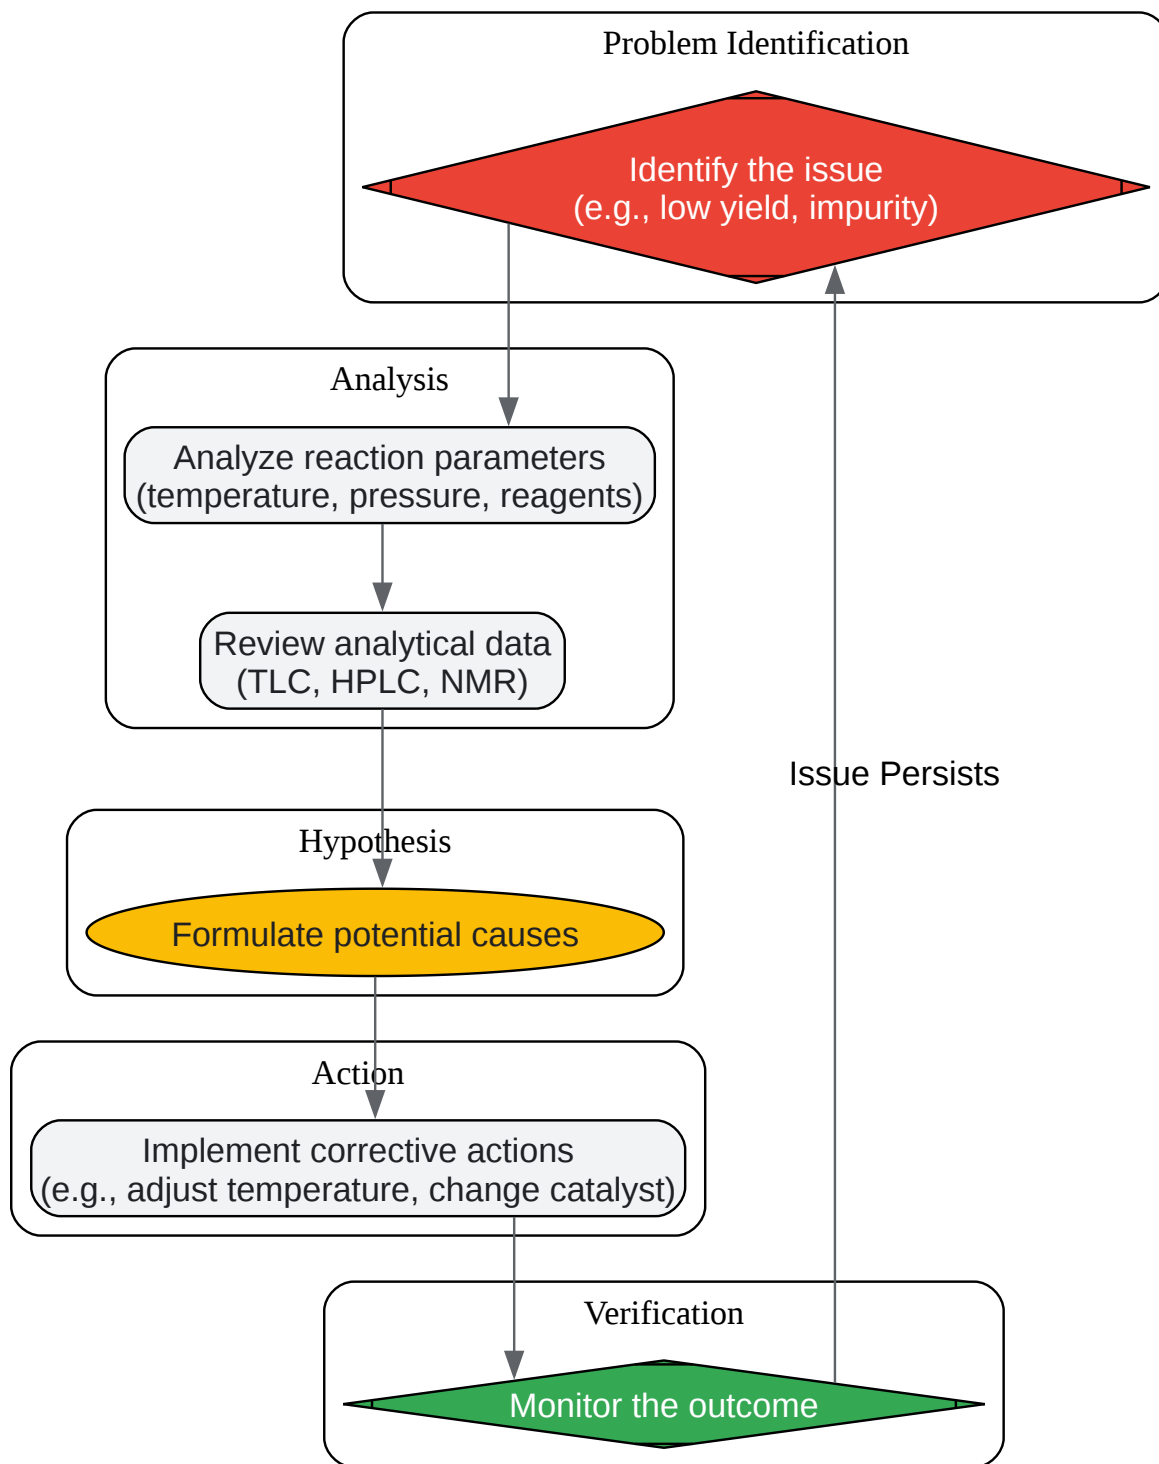 Problem Identification
Identify the issue
(e.g., low yield, impurity)
Analysis
Analyze reaction parameters
(temperature, pressure, reagents)
Review analytical data
(TLC, HPLC, NMR)
Issue Persists
Hypothesis
Formulate potential causes
Action
Implement corrective actions
(e.g., adjust temperature, change catalyst)
Verification
Monitor the outcome